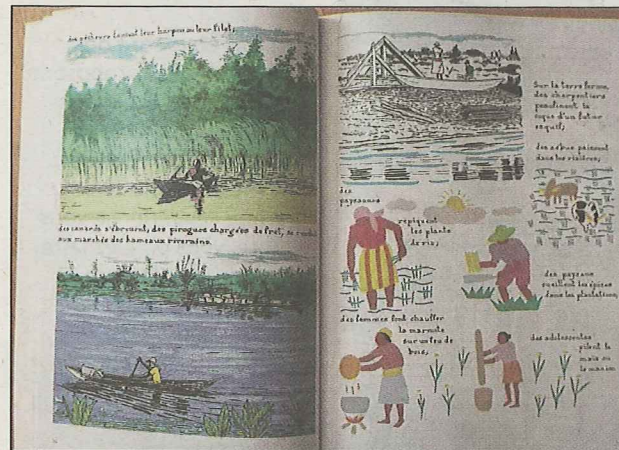 des pêcheurs lancent leur harpon ou leur filet;
des canards s'ébrouent; des pirogues chargées de fret, se rendent
aux marchés des hameaux riverains.
Sur la terre ferme,
des charpentiers
peaufinent la
coque d'un futur
esquif;
des zébus paissent
dans les rizières;
des
paysannes
repiquent
les plants
de riz;
des paysans
cueillent les épices
dans les plantations;
des femmes font chauffer
la marmite
sur un feu de
bois;
des adolescentes
pilent le
maïs ou
le manioc